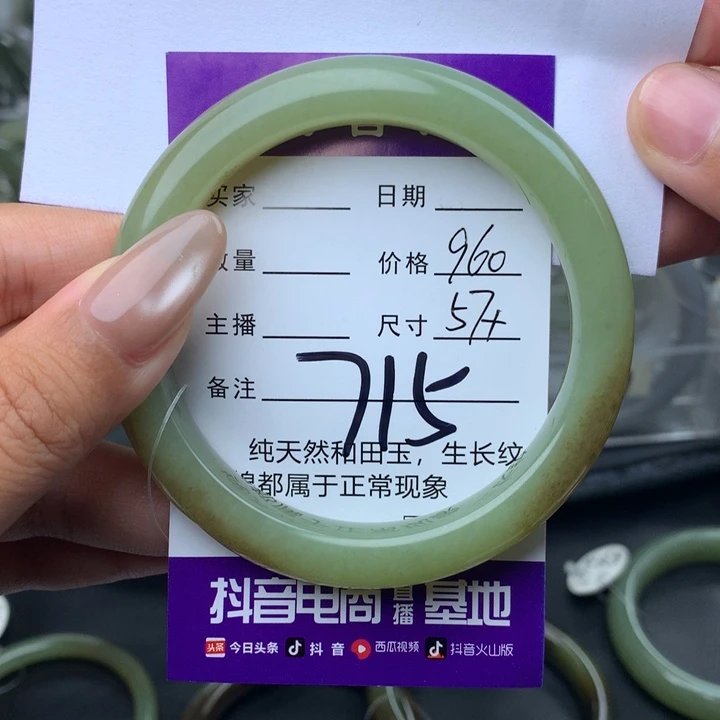 买家 日期
数量 价格 960
主播 尺寸 57+
备注 715
纯天然和田玉，生长纹
都属于正常现象
抖音电商直播基地
头条 今日头条 抖音 西瓜视频 抖音火山版